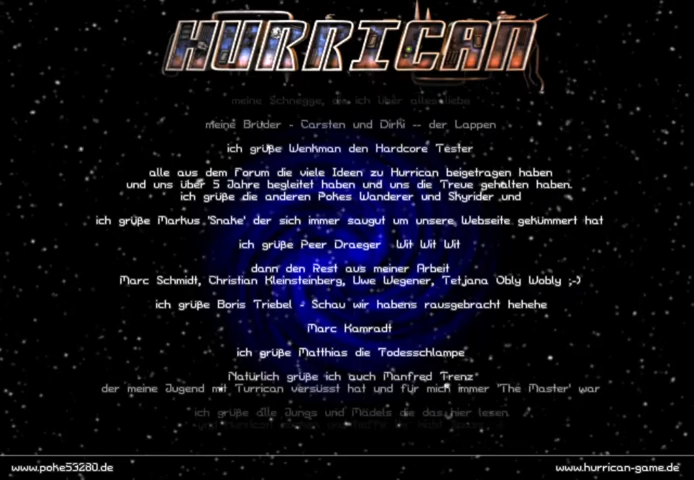 HURRICAN
meine Schnegge, die ich über alles liebe
meine Brüder - Carsten und Dirki -- der Lappen
ich grüße Wenkman den Hardcore Tester
alle aus dem Forum die viele Ideen zu Hurrican beigetragen haben
und uns über 5 Jahre begleitet haben und uns die Treue gehalten haben.
ich grüße die anderen Pokes Wanderer und Skyrider und
ich grüße Markus 'Snake' der sich immer saugut um unsere Webseite gekümmert hat
ich grüße Peer Draeger Wit Wit Wit
dann den Rest aus meiner Arbeit
Marc Schmidt, Christian Kleinsteinberg, Uwe Wegener, Tetjana Obly Wobly ;-)
ich grüße Boris Triebel - Schau wir habens rausgebracht hehehe
Marc Kamradt
ich grüße Matthias die Todesschlampe
Natürlich grüße ich auch Manfred Trenz
der meine Jugend mit Turrican versüsst hat und für mich immer 'The Master' war
ich grüße alle Jungs und Mädels die das hier lesen
www.poke53280.de
www.hurrican-game.de